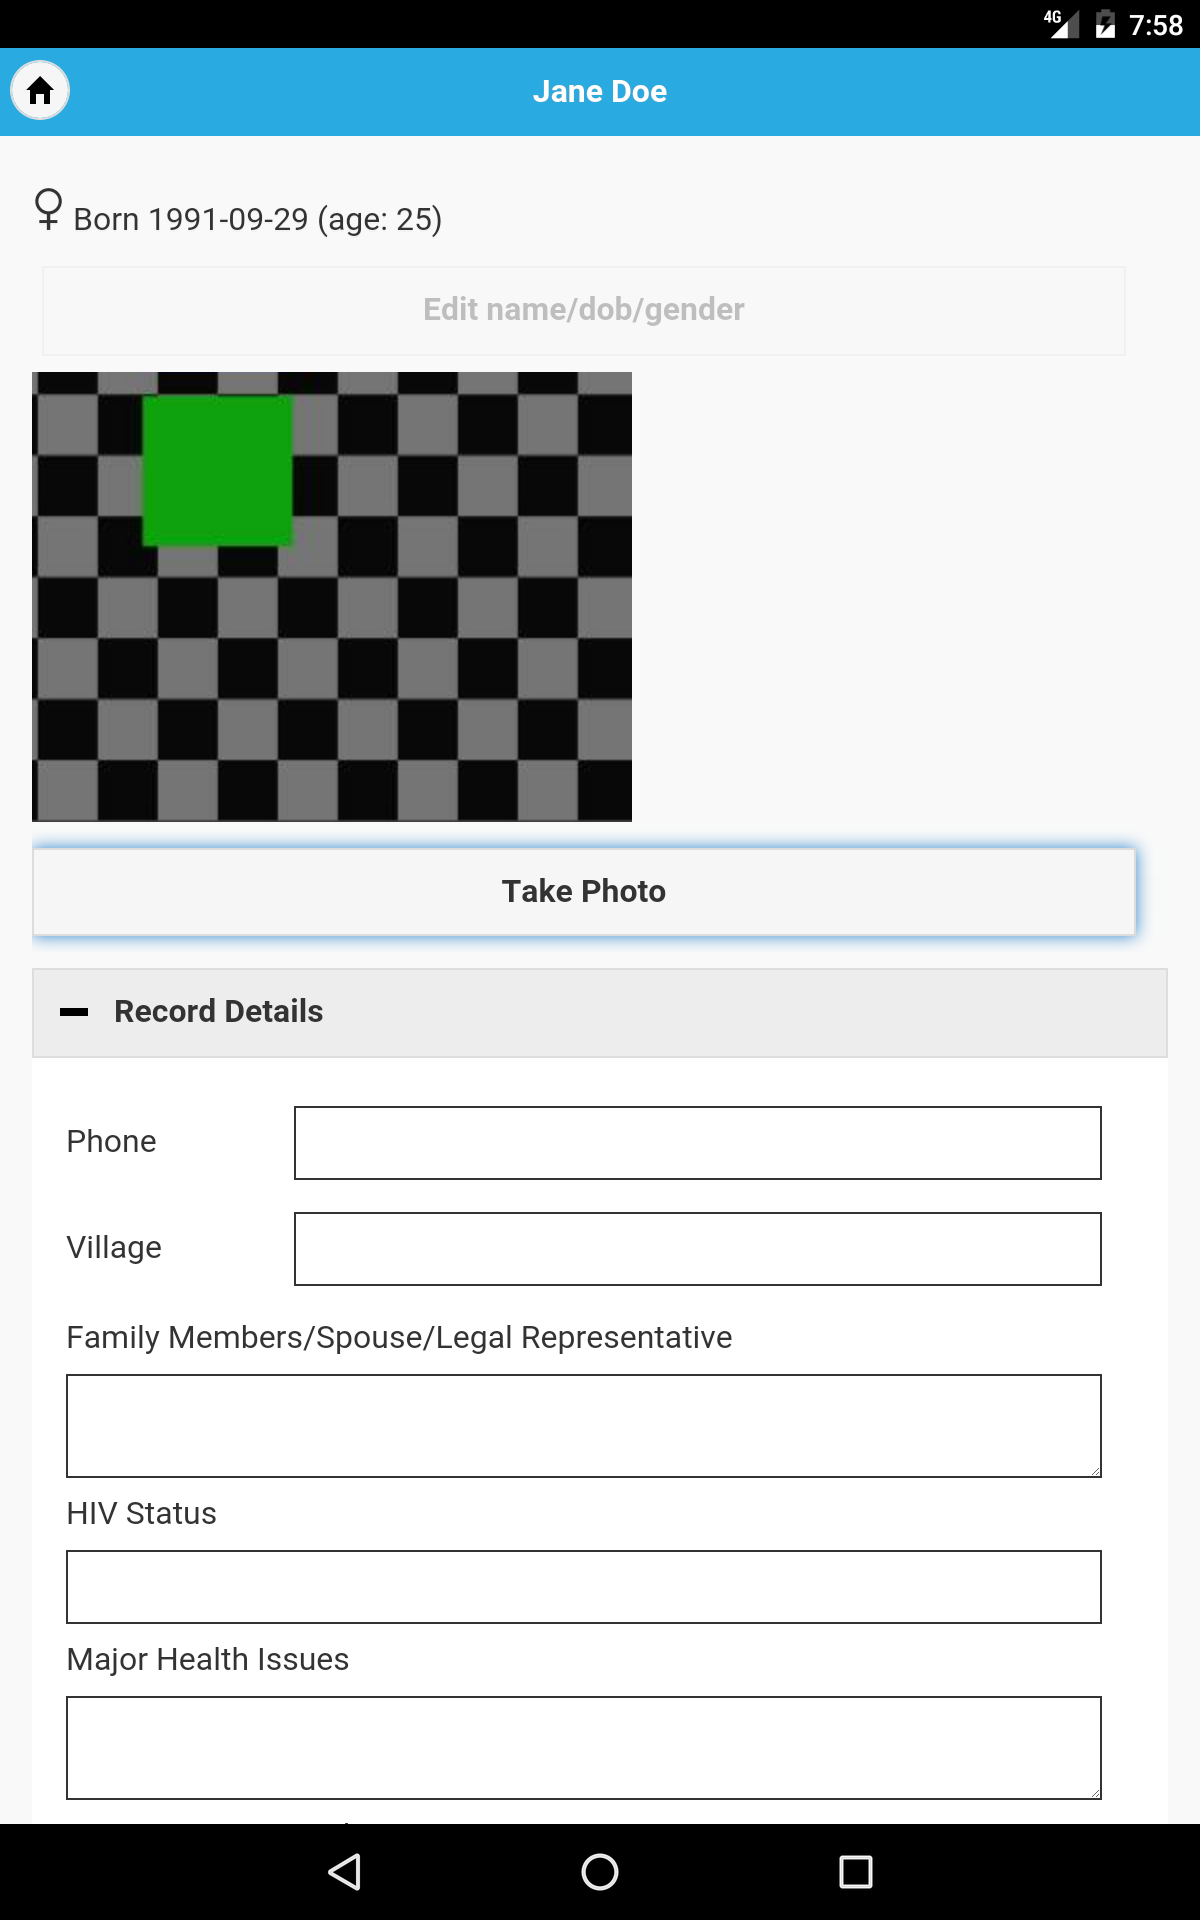 4G 7:58
Jane Doe
Born 1991-09-29 (age: 25)
Edit name/dob/gender
Take Photo
Record Details
Phone
Village
Family Members/Spouse/Legal Representative
HIV Status
Major Health Issues